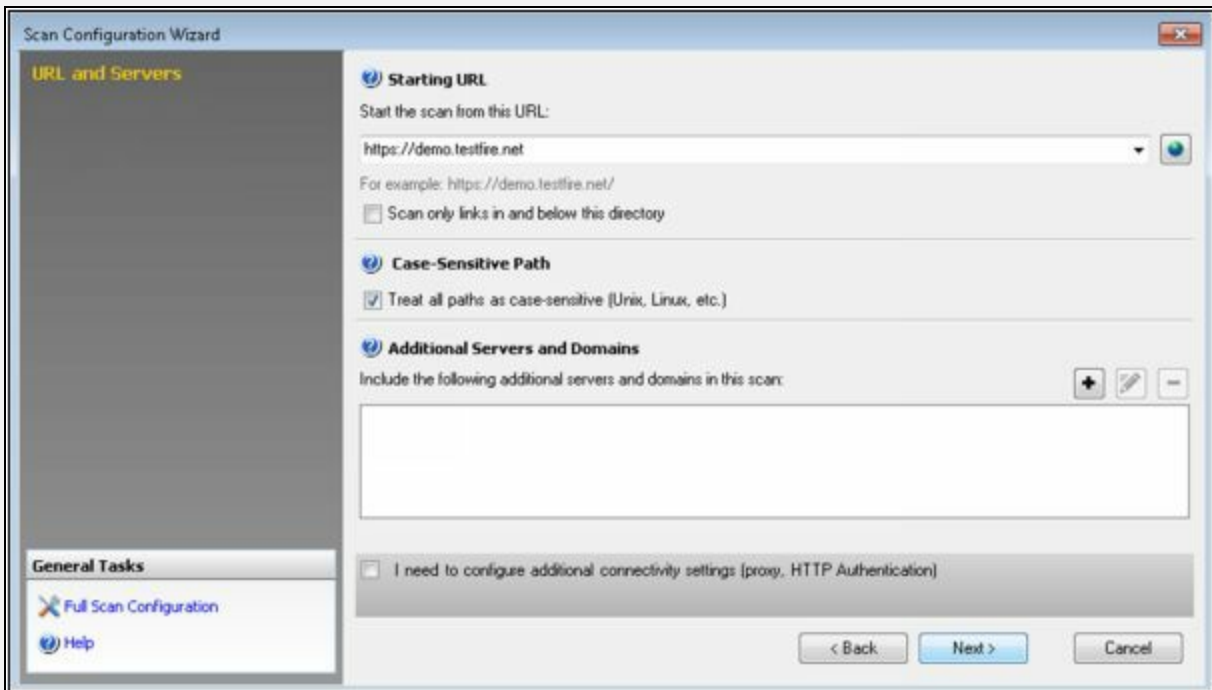 Scan Configuration Wizard
URL and Servers
Starting URL
Start the scan from this URL:
https://demo.testfire.net
For example: https://demo.testfire.net/
Scan only links in and below this directory
Case-Sensitive Path
Treat all paths as case-sensitive (Unix, Linux, etc.)
Additional Servers and Domains
Include the following additional servers and domains in this scan:
General Tasks
Full Scan Configuration
Help
I need to configure additional connectivity settings (proxy, HTTP Authentication)
< Back
Next >
Cancel